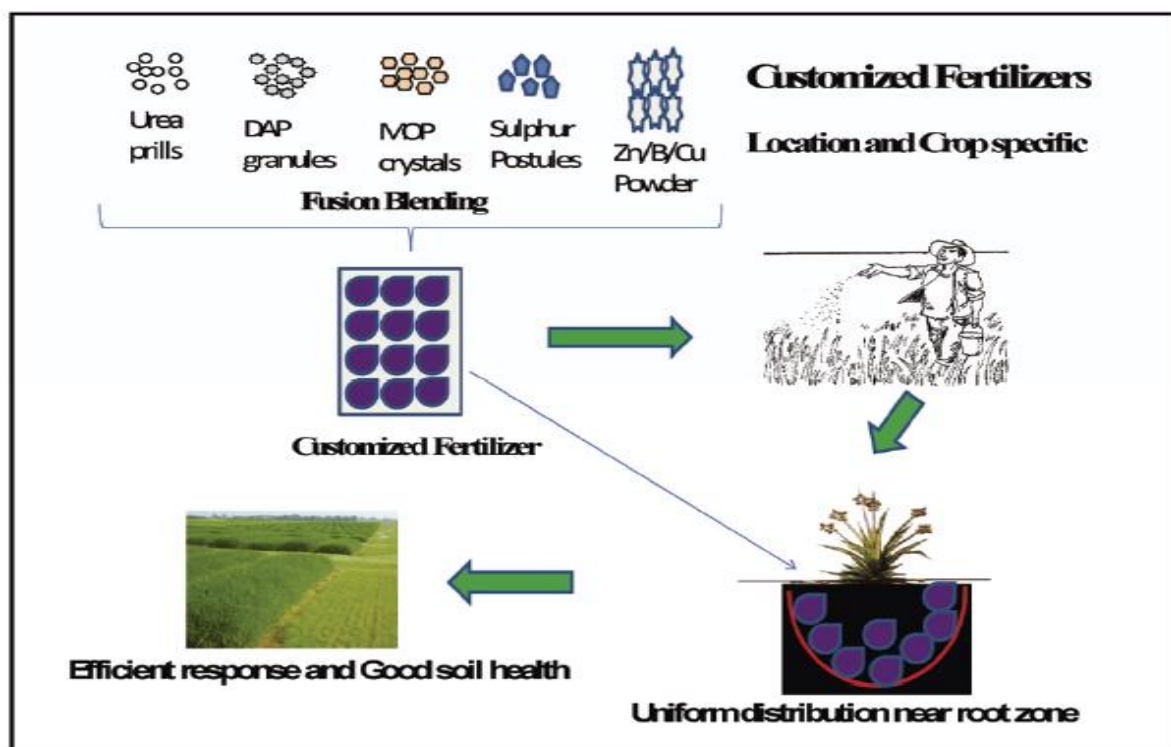 Urea
prills
DAP
granules
MOP
crystals
Sulphur
Postules
Zn/B/Cu
Powder
Customized Fertilizers
Location and Crop specific
Fusion Blending
Customized Fertilizer
Efficient response and Good soil health
Uniform distribution near root zone